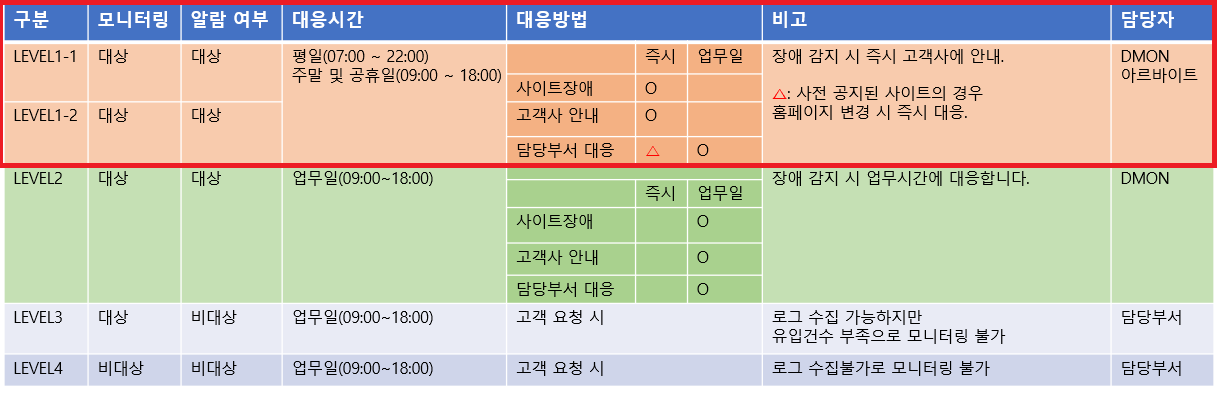 구분 모니터링 알람 여부 대응시간 대응방법 비고 담당자
LEVEL1-1 대상 대상 평일(07:00 ~ 22:00) 즉시 업무일 장애 감지 시 즉시 고객사에 안내. DMON
주말 및 공휴일(09:00 ~ 18:00) 아르바이트
사이트장애 O △: 사전 공지된 사이트의 경우
LEVEL1-2 대상 대상 고객사 안내 O 홈페이지 변경 시 즉시 대응.
담당부서 대응 △ O
LEVEL2 대상 대상 업무일(09:00~18:00) 장애 감지 시 업무시간에 대응합니다. DMON
즉시 업무일
사이트장애 O
고객사 안내 O
담당부서 대응 O
LEVEL3 대상 비대상 업무일(09:00~18:00) 고객 요청 시 로그 수집 가능하지만 담당부서
유입건수 부족으로 모니터링 불가
LEVEL4 비대상 비대상 업무일(09:00~18:00) 고객 요청 시 로그 수집불가로 모니터링 불가 담당부서